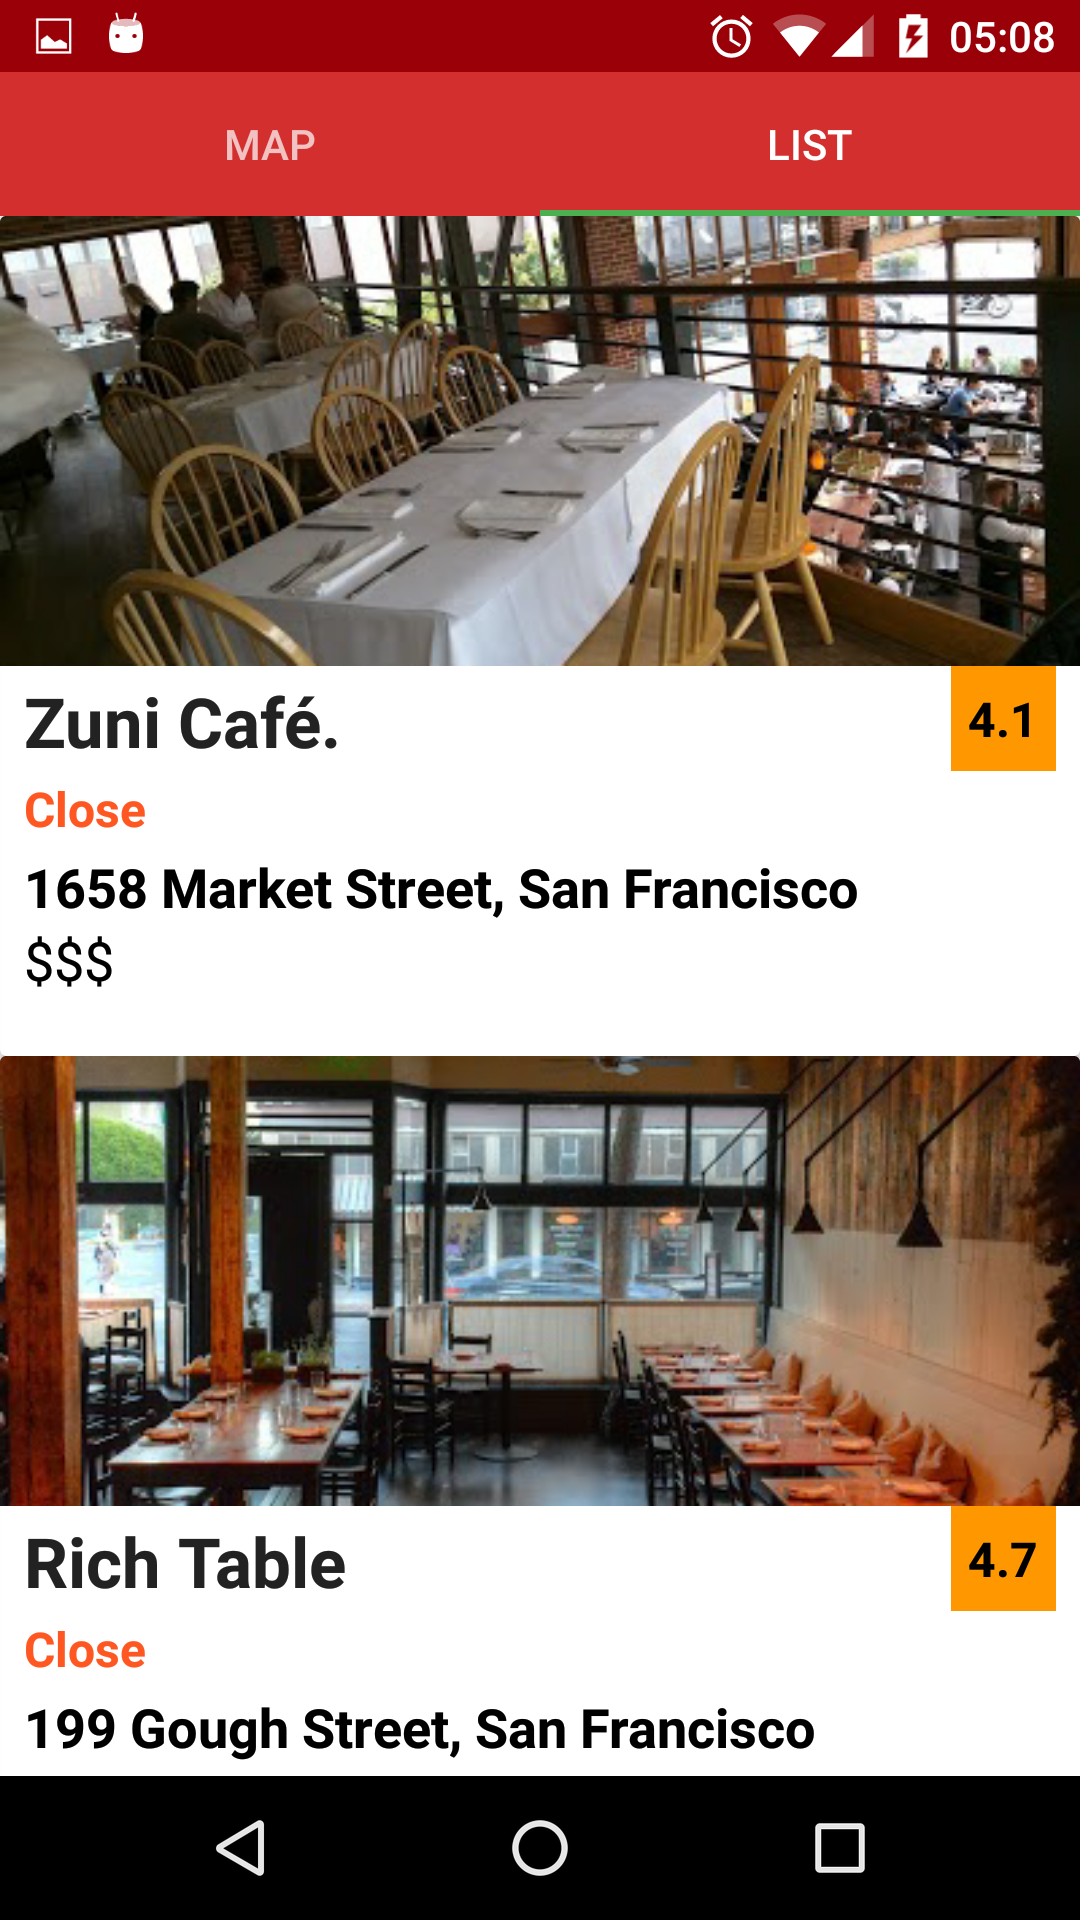 05:08
MAP
LIST
Zuni Café.
4.1
Close
1658 Market Street, San Francisco
$$$
Rich Table
4.7
Close
199 Gough Street, San Francisco